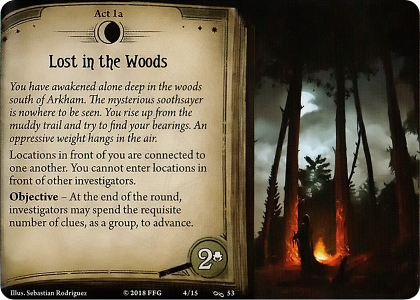 Act 1a
Lost in the Woods
You have awakened alone deep in the woods
south of Arkham. The mysterious soothsayer
is nowhere to be seen. You rise up from the
muddy trail and try to find your bearings. An
oppressive weight hangs in the air.
Locations in front of you are connected to
one another. You cannot enter locations in
front of other investigators.
Objective – At the end of the round,
investigators may spend the requisite
number of clues, as a group, to advance.
2
Illus. Sebastian Rodriguez © 2018 FFG 4/15 53